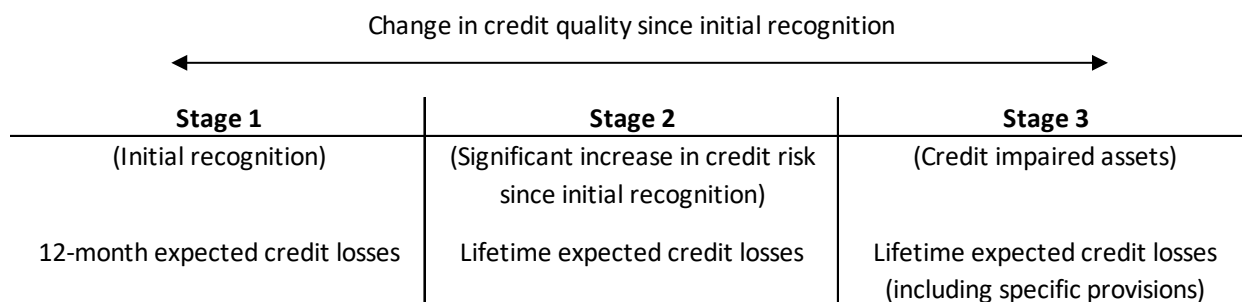 Change in credit quality since initial recognition
Stage 1
Stage 2
Stage 3
(Initial recognition)
(Significant increase in credit risk
since initial recognition)
(Credit impaired assets)
12-month expected credit losses
Lifetime expected credit losses
Lifetime expected credit losses
(including specific provisions)